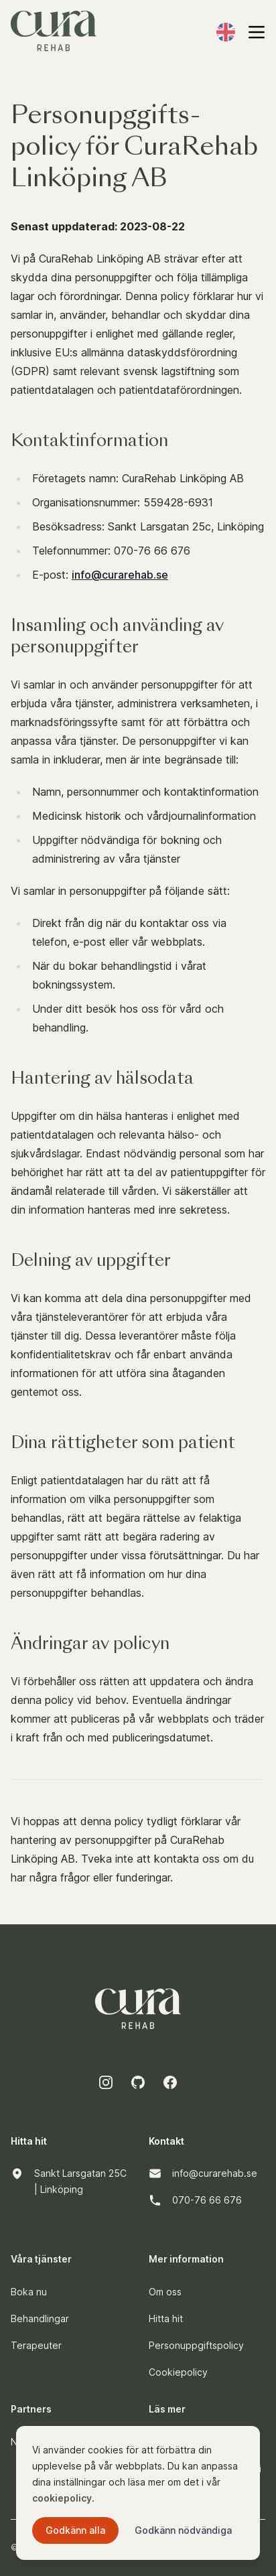 cura
REHAB
Personuppgifts-
policy för CuraRehab
Linköping AB
Senast uppdaterad: 2023-08-22
Vi på CuraRehab Linköping AB strävar efter att
skydda dina personuppgifter och följa tillämpliga
lagar och förordningar. Denna policy förklarar hur vi
samlar in, använder, behandlar och skyddar dina
personuppgifter i enlighet med gällande regler,
inklusive EU:s allmänna dataskyddsförordning
(GDPR) samt relevant svensk lagstiftning som
patientdatalagen och patientdataförordningen.
Kontaktinformation
Företagets namn: CuraRehab Linköping AB
Organisationsnummer: 559428-6931
Besöksadress: Sankt Larsgatan 25c, Linköping
Telefonnummer: 070-76 66 676
E-post: info@curarehab.se
Insamling och använding av
personuppgifter
Vi samlar in och använder personuppgifter för att
erbjuda våra tjänster, administrera verksamheten, i
marknadsföringssyfte samt för att förbättra och
anpassa våra tjänster. De personuppgifter vi kan
samla in inkluderar, men är inte begränsade till:
Namn, personnummer och kontaktinformation
Medicinsk historik och vårdjournalinformation
Uppgifter nödvändiga för bokning och
administrering av våra tjänster
Vi samlar in personuppgifter på följande sätt:
Direkt från dig när du kontaktar oss via
telefon, e-post eller vår webbplats.
När du bokar behandlingstid i vårat
bokningssystem.
Under ditt besök hos oss för vård och
behandling.
Hantering av hälsodata
Uppgifter om din hälsa hanteras i enlighet med
patientdatalagen och relevanta hälso- och
sjukvårdslagar. Endast nödvändig personal som har
behörighet har rätt att ta del av patientuppgifter för
ändamål relaterade till vården. Vi säkerställer att
din information hanteras med inre sekretess.
Delning av uppgifter
Vi kan komma att dela dina personuppgifter med
våra tjänsteleverantörer för att erbjuda våra
tjänster till dig. Dessa leverantörer måste följa
konfidentialitetskrav och får enbart använda
informationen för att utföra sina åtaganden
gentemot oss.
Dina rättigheter som patient
Enligt patientdatalagen har du rätt att få
information om vilka personuppgifter som
behandlas, rätt att begära rättelse av felaktiga
uppgifter samt rätt att begära radering av
personuppgifter under vissa förutsättningar. Du har
även rätt att få information om hur dina
personuppgifter behandlas.
Ändringar av policyn
Vi förbehåller oss rätten att uppdatera och ändra
denna policy vid behov. Eventuella ändringar
kommer att publiceras på vår webbplats och träder
i kraft från och med publiceringsdatumet.
Vi hoppas att denna policy tydligt förklarar vår
hantering av personuppgifter på CuraRehab
Linköping AB. Tveka inte att kontakta oss om du
har några frågor eller funderingar.
cura
REHAB
Hitta hit
Sankt Larsgatan 25C
| Linköping
Kontakt
info@curarehab.se
070-76 66 676
Våra tjänster
Boka nu
Behandlingar
Terapeuter
Mer information
Om oss
Hitta hit
Personuppgiftspolicy
Cookiepolicy
Partners
Läs mer
Vi använder cookies för att förbättra din
upplevelse på vår webbplats. Du kan anpassa
dina inställningar och läsa mer om det i vår
cookiepolicy.
Godkänn alla
Godkänn nödvändiga